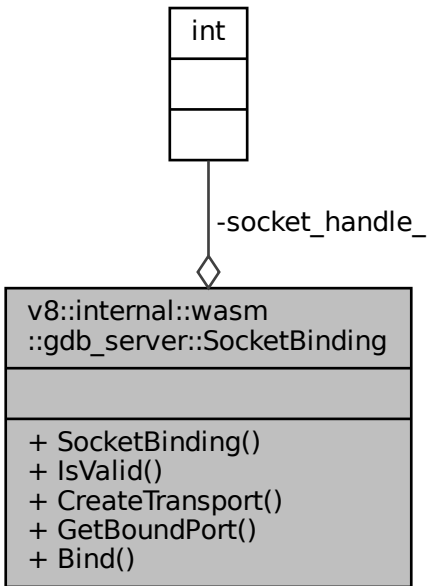 int
-socket_handle_
v8::internal::wasm
::gdb_server::SocketBinding
+ SocketBinding()
+ IsValid()
+ CreateTransport()
+ GetBoundPort()
+ Bind()